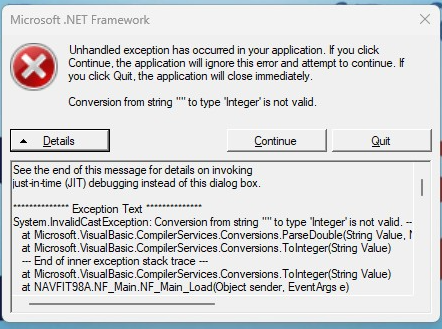 Microsoft .NET Framework
Unhandled exception has occurred in your application. If you click
Continue, the application will ignore this error and attempt to continue. If
you click Quit, the application will close immediately.
Conversion from string "" to type 'Integer' is not valid.
Details
Continue
Quit
See the end of this message for details on invoking
just-in-time (JIT) debugging instead of this dialog box.
************** Exception Text **************
System.InvalidCastException: Conversion from string "" to type 'Integer' is not valid. --
at Microsoft.VisualBasic.CompilerServices.Conversions.ParseDouble(String Value, N
at Microsoft.VisualBasic.CompilerServices.Conversions.ToInteger(String Value)
--- End of inner exception stack trace ---
at Microsoft.VisualBasic.CompilerServices.Conversions.ToInteger(String Value)
at NAVFIT98A.NF_Main.NF_Main_Load(Object sender, EventArgs e)